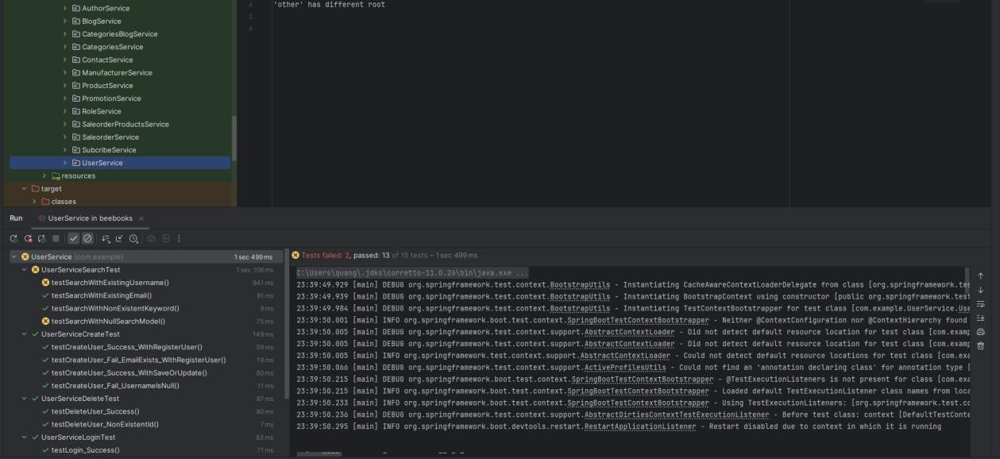 AuthorService
BlogService
CategoriesBlogService
CategoriesService
ContactService
ManufacturerService
ProductService
PromotionService
RoleService
SaleorderProductsService
SaleorderService
SubcribeService
UserService
resources
target
classes
4 'other' has different root
5
6
Run UserService in beebooks ×
UserService (com.example) 1 sec 499 ms
UserServiceSearchTest 1 sec 106 ms
testSearchWithExistingUsername() 941 ms
testSearchWithExistingEmail() 81 ms
testSearchWithNonExistentKeyword() 9 ms
testSearchWithNullSearchModel() 75 ms
UserServiceCreateTest 149 ms
testCreateUser_Success_WithRegisterUser() 39 ms
testCreateUser_Fail_EmailExists_WithRegisterUser() 19 ms
testCreateUser_Success_WithSaveOrUpdate() 80 ms
testCreateUser_Fail_UsernameIsNull() 11 ms
UserServiceDeleteTest 87 ms
testDeleteUser_Success() 80 ms
testDeleteUser_NonExistentId() 7 ms
UserServiceLoginTest 83 ms
testLogin_Success() 71 ms
Tests failed: 2, passed: 13 of 15 tests – 1 sec 499 ms
C:\Users\quang\.jdks\corretto-11.0.26\bin\java.exe ...
23:39:49.929 [main] DEBUG org.springframework.test.context.BootstrapUtils - Instantiating CacheAwareContextLoaderDelegate from class [org.springframework.tes
23:39:49.939 [main] DEBUG org.springframework.test.context.BootstrapUtils - Instantiating BootstrapContext using constructor [public org.springframework.test
23:39:49.984 [main] DEBUG org.springframework.test.context.BootstrapUtils - Instantiating TestContextBootstrapper for test class [com.example.UserService.Use
23:39:50.001 [main] INFO org.springframework.boot.test.context.SpringBootTestContextBootstrapper - Neither @ContextConfiguration nor @ContextHierarchy found
23:39:50.005 [main] DEBUG org.springframework.test.context.support.AbstractContextLoader - Did not detect default resource location for test class [com.examp
23:39:50.005 [main] DEBUG org.springframework.test.context.support.AbstractContextLoader - Did not detect default resource location for test class [com.examp
23:39:50.005 [main] INFO org.springframework.test.context.support.AbstractContextLoader - Could not detect default resource locations for test class [com.exa
23:39:50.066 [main] DEBUG org.springframework.test.context.support.ActiveProfilesUtils - Could not find an 'annotation declaring class' for annotation type [
23:39:50.215 [main] DEBUG org.springframework.boot.test.context.SpringBootTestContextBootstrapper - @TestExecutionListeners is not present for class [com.exa
23:39:50.215 [main] INFO org.springframework.boot.test.context.SpringBootTestContextBootstrapper - Loaded default TestExecutionListener class names from loca
23:39:50.233 [main] INFO org.springframework.boot.test.context.SpringBootTestContextBootstrapper - Using TestExecutionListeners: [org.springframework.test.co
23:39:50.236 [main] DEBUG org.springframework.test.context.support.AbstractDirtiesContextTestExecutionListener - Before test class: context [DefaultTestConte
23:39:50.295 [main] INFO org.springframework.boot.devtools.restart.RestartApplicationListener - Restart disabled due to context in which it is running